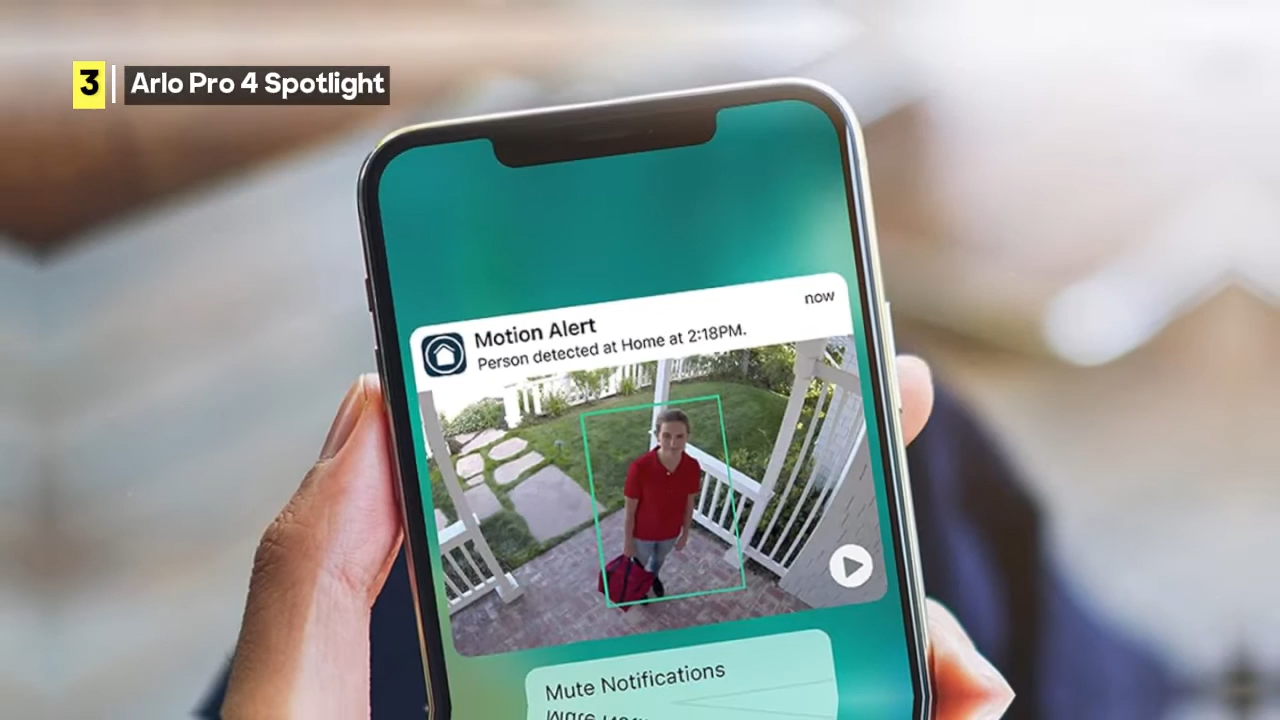 3 Arlo Pro 4 Spotlight
Motion Alert
now
Person detected at Home at 2:18PM.
Mute Notifications